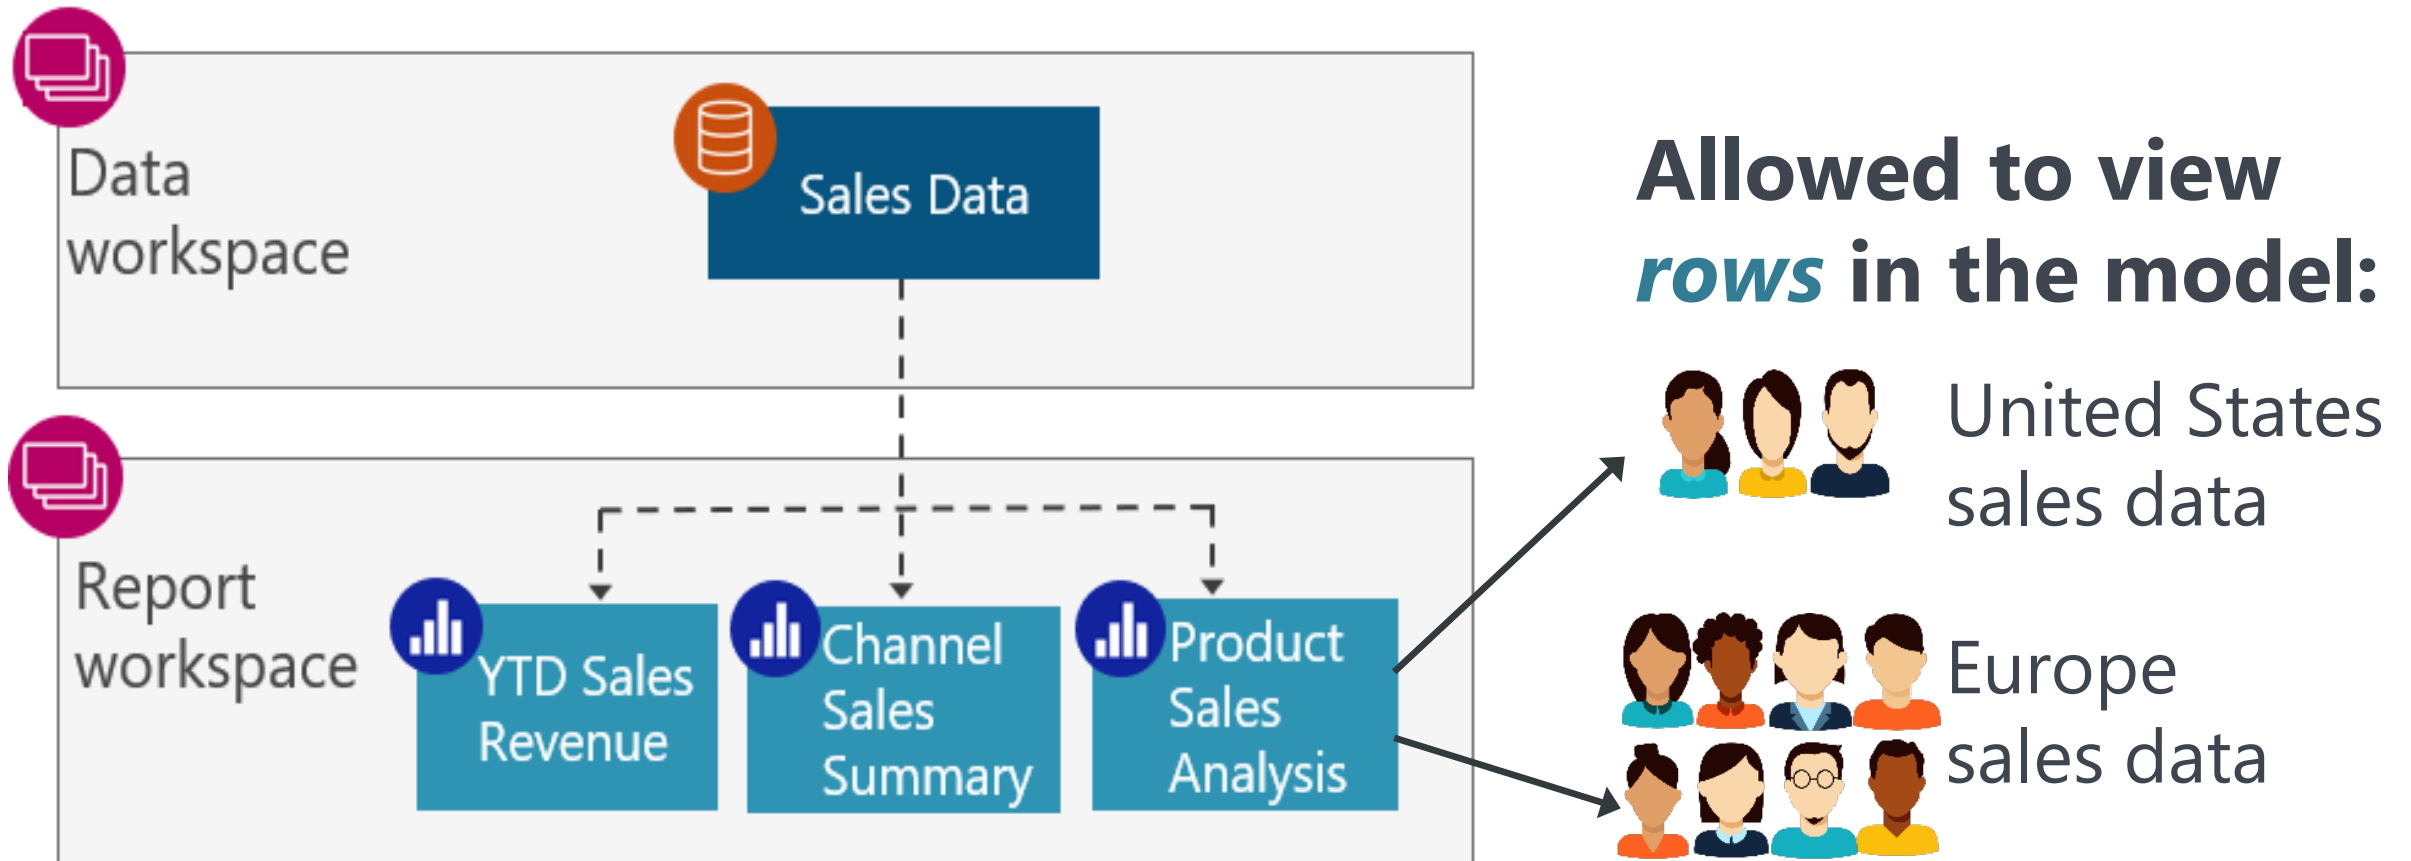 Data
workspace
Sales Data
Allowed to view
rows in the model:
United States
sales data
Report
workspace
YTD Sales
Revenue
Channel
Sales
Summary
Product
Sales
Analysis
Europe
sales data